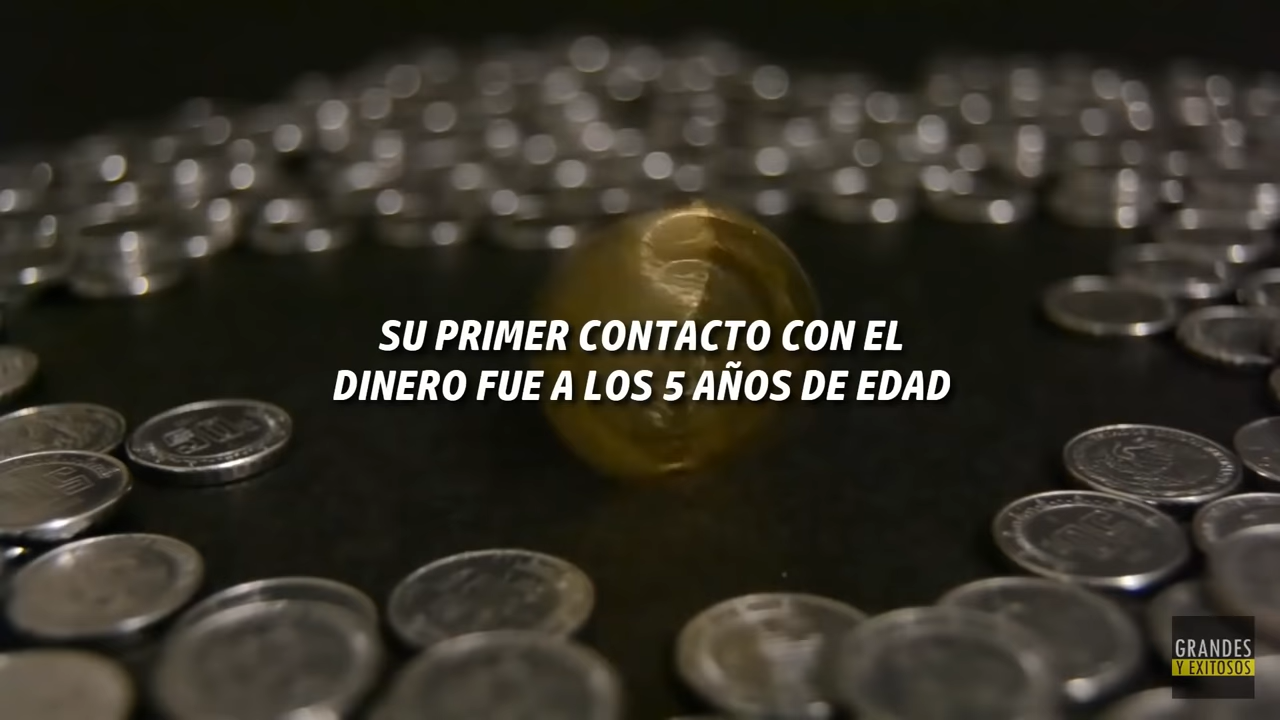 SU PRIMER CONTACTO CON EL
DINERO FUE A LOS 5 AÑOS DE EDAD
GRANDES
Y EXITOSOS